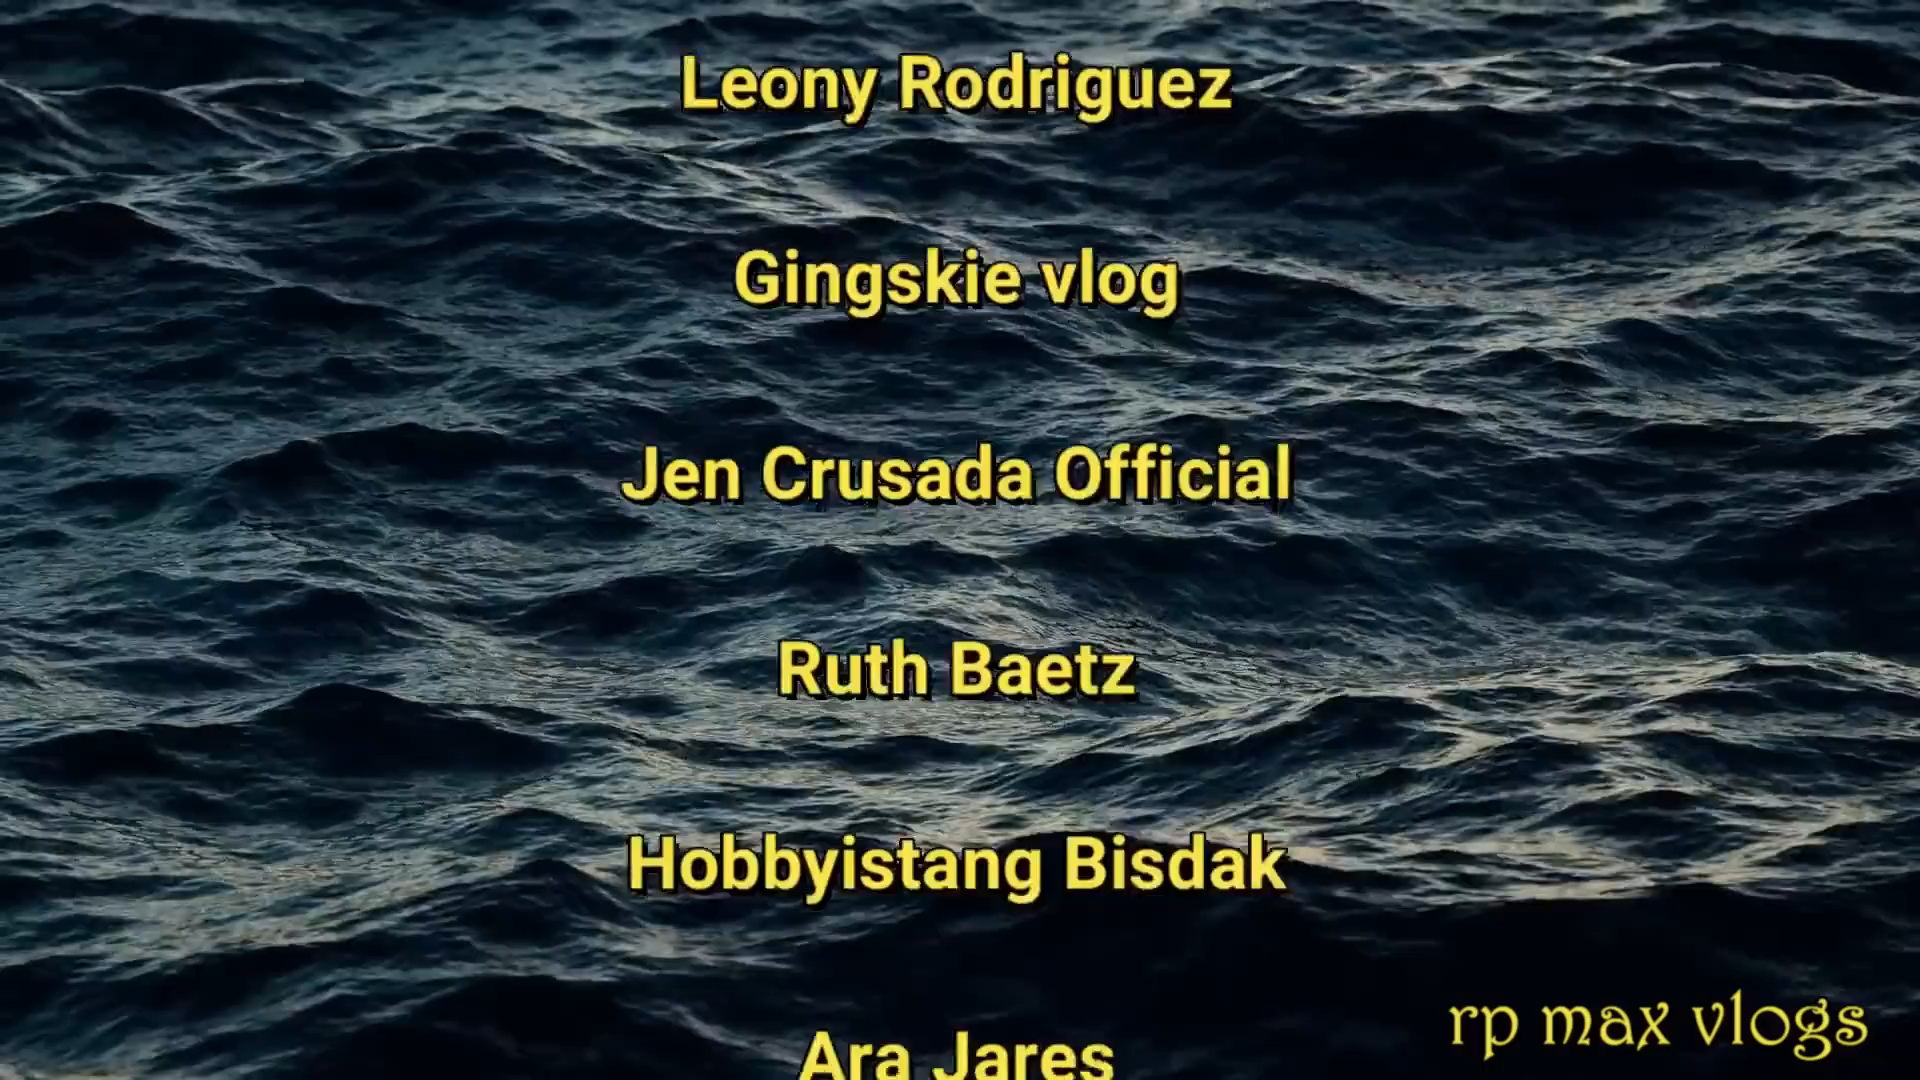 Leony Rodriguez
Gingskie vlog
Jen Crusada Official
Ruth Baetz
Hobbyistang Bisdak
Ara Jares
rp max vlogs